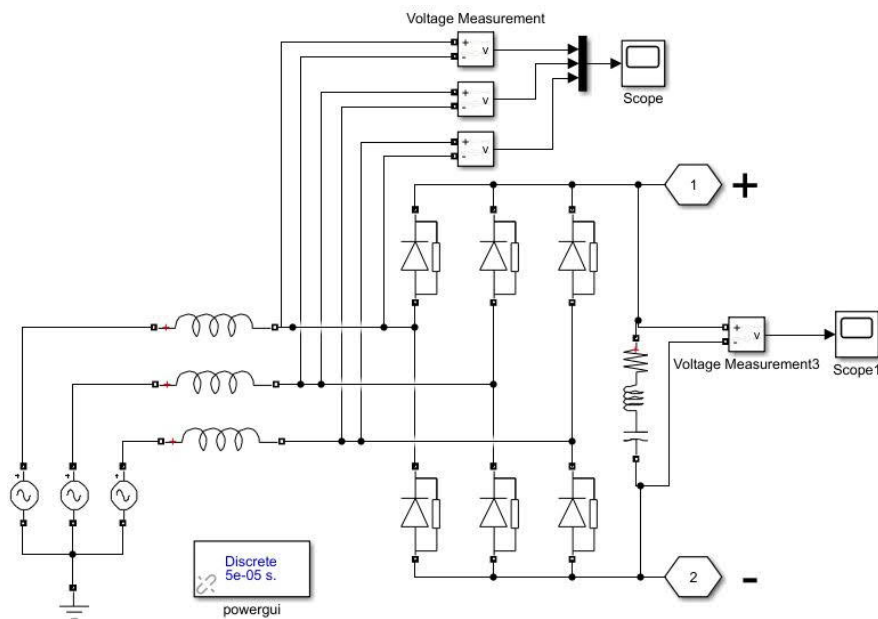 Voltage Measurement
+
-
v
+
-
v
+
-
v
Scope
1
+
+
-
v
Voltage Measurement3
Scope1
+
+
+
+
+
+
Discrete
5e-05 s.
powergui
2
-